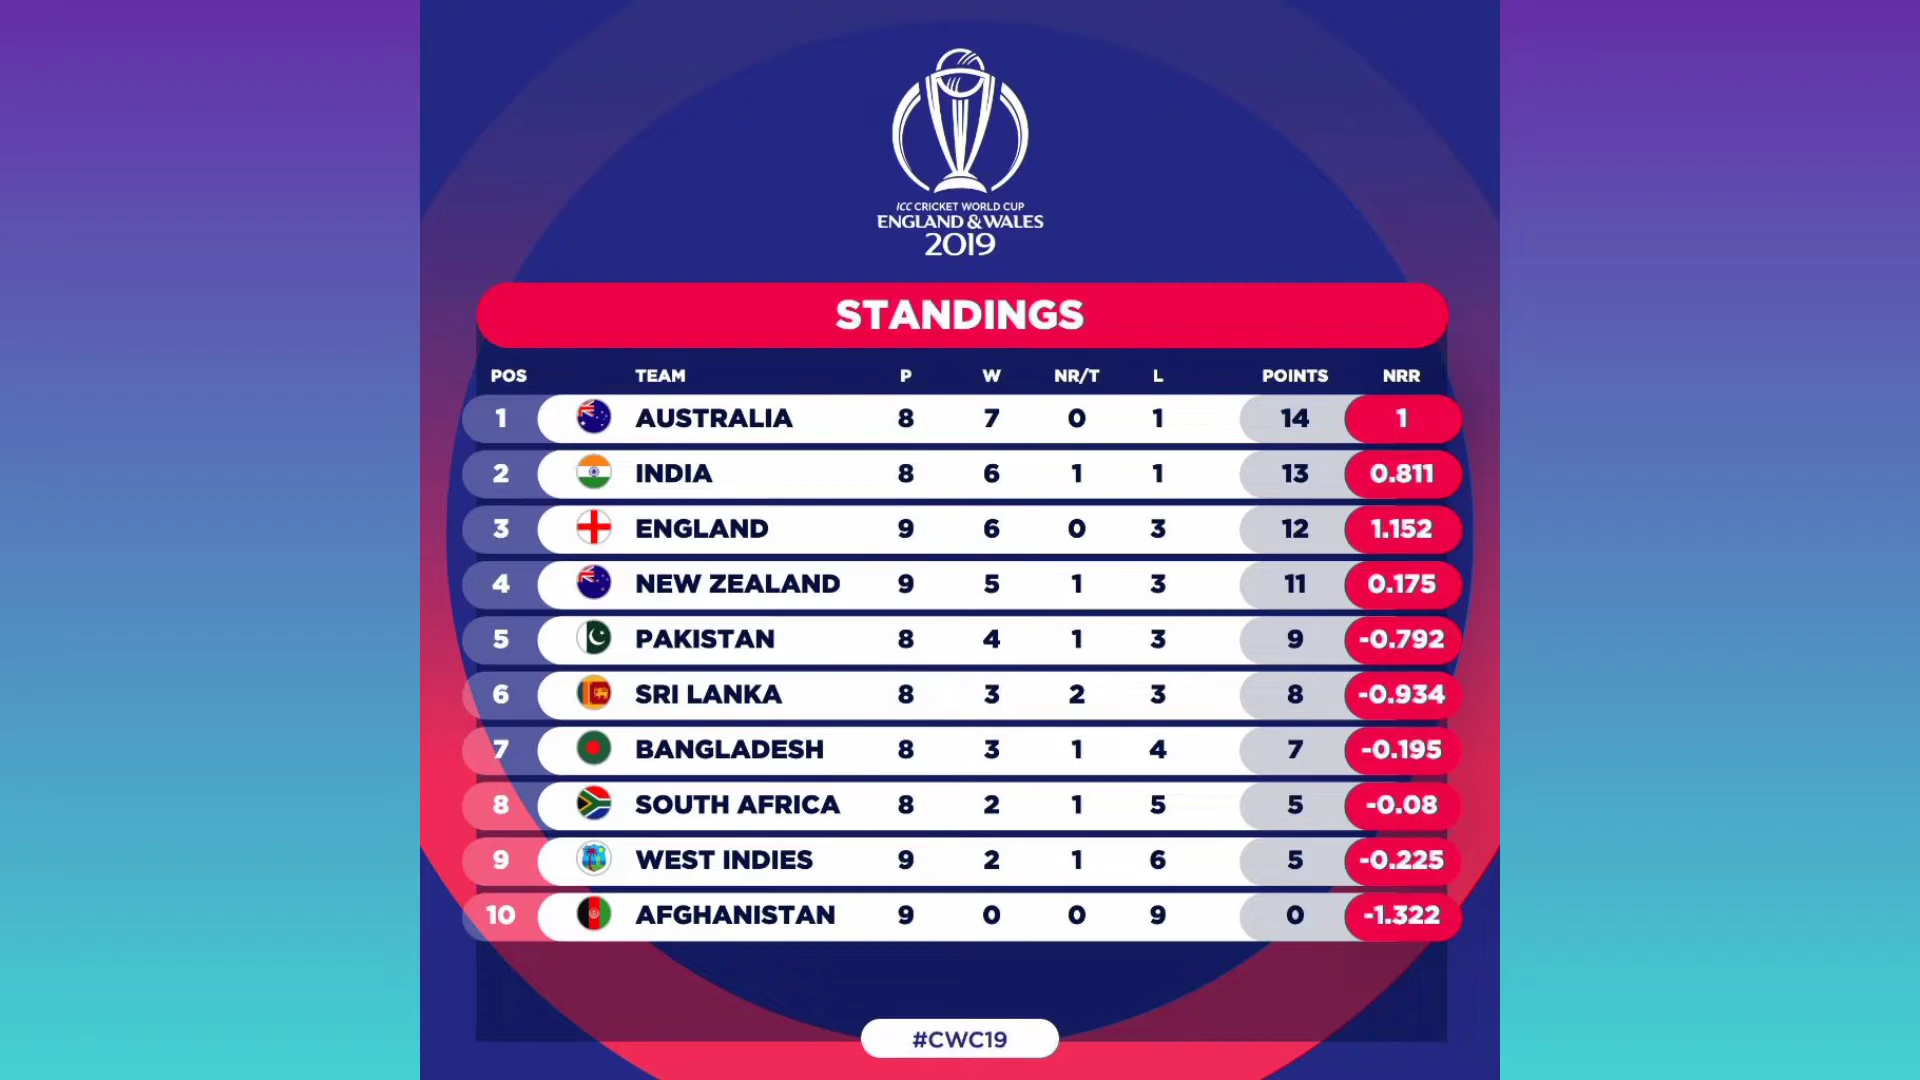 ICC CRICKET WORLD CUP
ENGLAND & WALES
2019
STANDINGS
POS TEAM P W NR/T L POINTS NRR
1 AUSTRALIA 8 7 0 1 14 1
2 INDIA 8 6 1 1 13 0.811
3 ENGLAND 9 6 0 3 12 1.152
4 NEW ZEALAND 9 5 1 3 11 0.175
5 PAKISTAN 8 4 1 3 9 -0.792
6 SRI LANKA 8 3 2 3 8 -0.934
7 BANGLADESH 8 3 1 4 7 -0.195
8 SOUTH AFRICA 8 2 1 5 5 -0.08
9 WEST INDIES 9 2 1 6 5 -0.225
10 AFGHANISTAN 9 0 0 9 0 -1.322
#CWC19